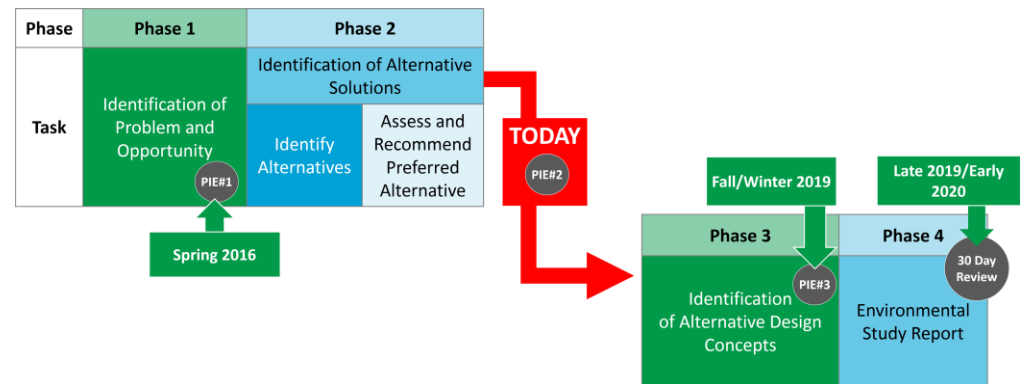 Phase
Phase 1
Phase 2
Task
Identification of
Problem and
Opportunity
PIE#1
Spring 2016
Identification of Alternative
Solutions
Identify
Alternatives
Assess and
Recommend
Preferred
Alternative
TODAY
PIE#2
Fall/Winter 2019
Late 2019/Early
2020
Phase 3
Phase 4
PIE#3
30 Day
Review
Identification
of Alternative Design
Concepts
Environmental
Study Report